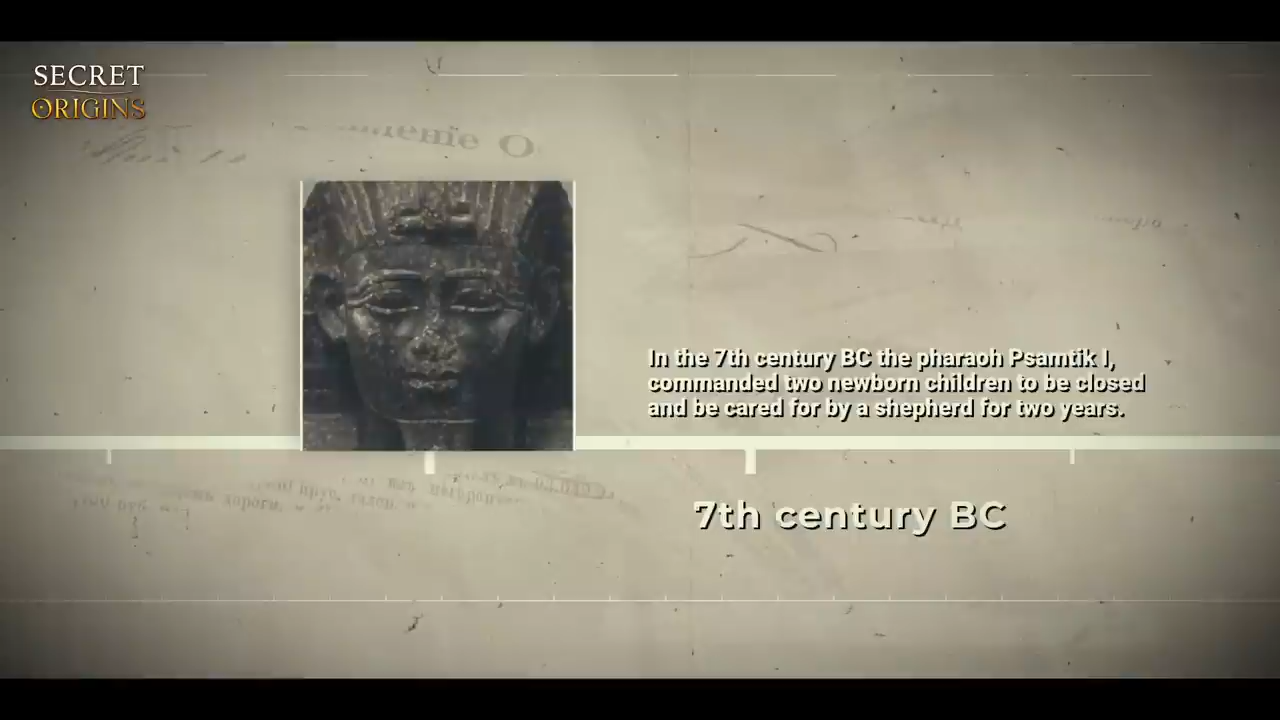 SECRET
ORIGINS
In the 7th century BC the pharaoh Psamtik I,
commanded two newborn children to be closed
and be cared for by a shepherd for two years.
7th century BC